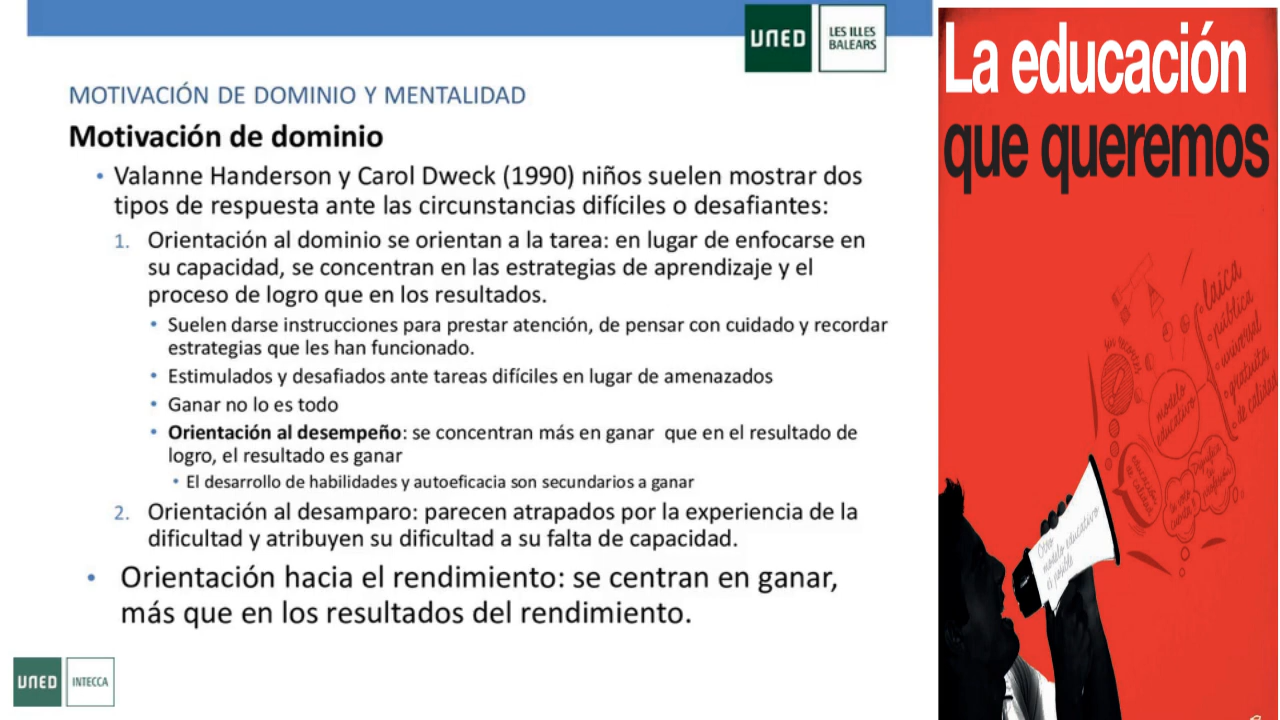 UNED
LES ILLES
BALEARS
MOTIVACIÓN DE DOMINIO Y MENTALIDAD
Motivación de dominio
• Valanne Handerson y Carol Dweck (1990) niños suelen mostrar dos
tipos de respuesta ante las circunstancias difíciles o desafiantes:
1. Orientación al dominio se orientan a la tarea: en lugar de enfocarse en
su capacidad, se concentran en las estrategias de aprendizaje y el
proceso de logro que en los resultados.
• Suelen darse instrucciones para prestar atención, de pensar con cuidado y recordar
estrategias que les han funcionado.
• Estimulados y desafiados ante tareas difíciles en lugar de amenazados
• Ganar no lo es todo
• Orientación al desempeño: se concentran más en ganar que en el resultado de
logro, el resultado es ganar
• El desarrollo de habilidades y autoeficacia son secundarios a ganar
2. Orientación al desamparo: parecen atrapados por la experiencia de la
dificultad y atribuyen su dificultad a su falta de capacidad.
• Orientación hacia el rendimiento: se centran en ganar,
más que en los resultados del rendimiento.
UNED
INTECCA
La educación
que queremos
laica
pública
universal
gratuita
de calidad
sin recortes
modelo
educativo
Otro
modelo educativo
es posible